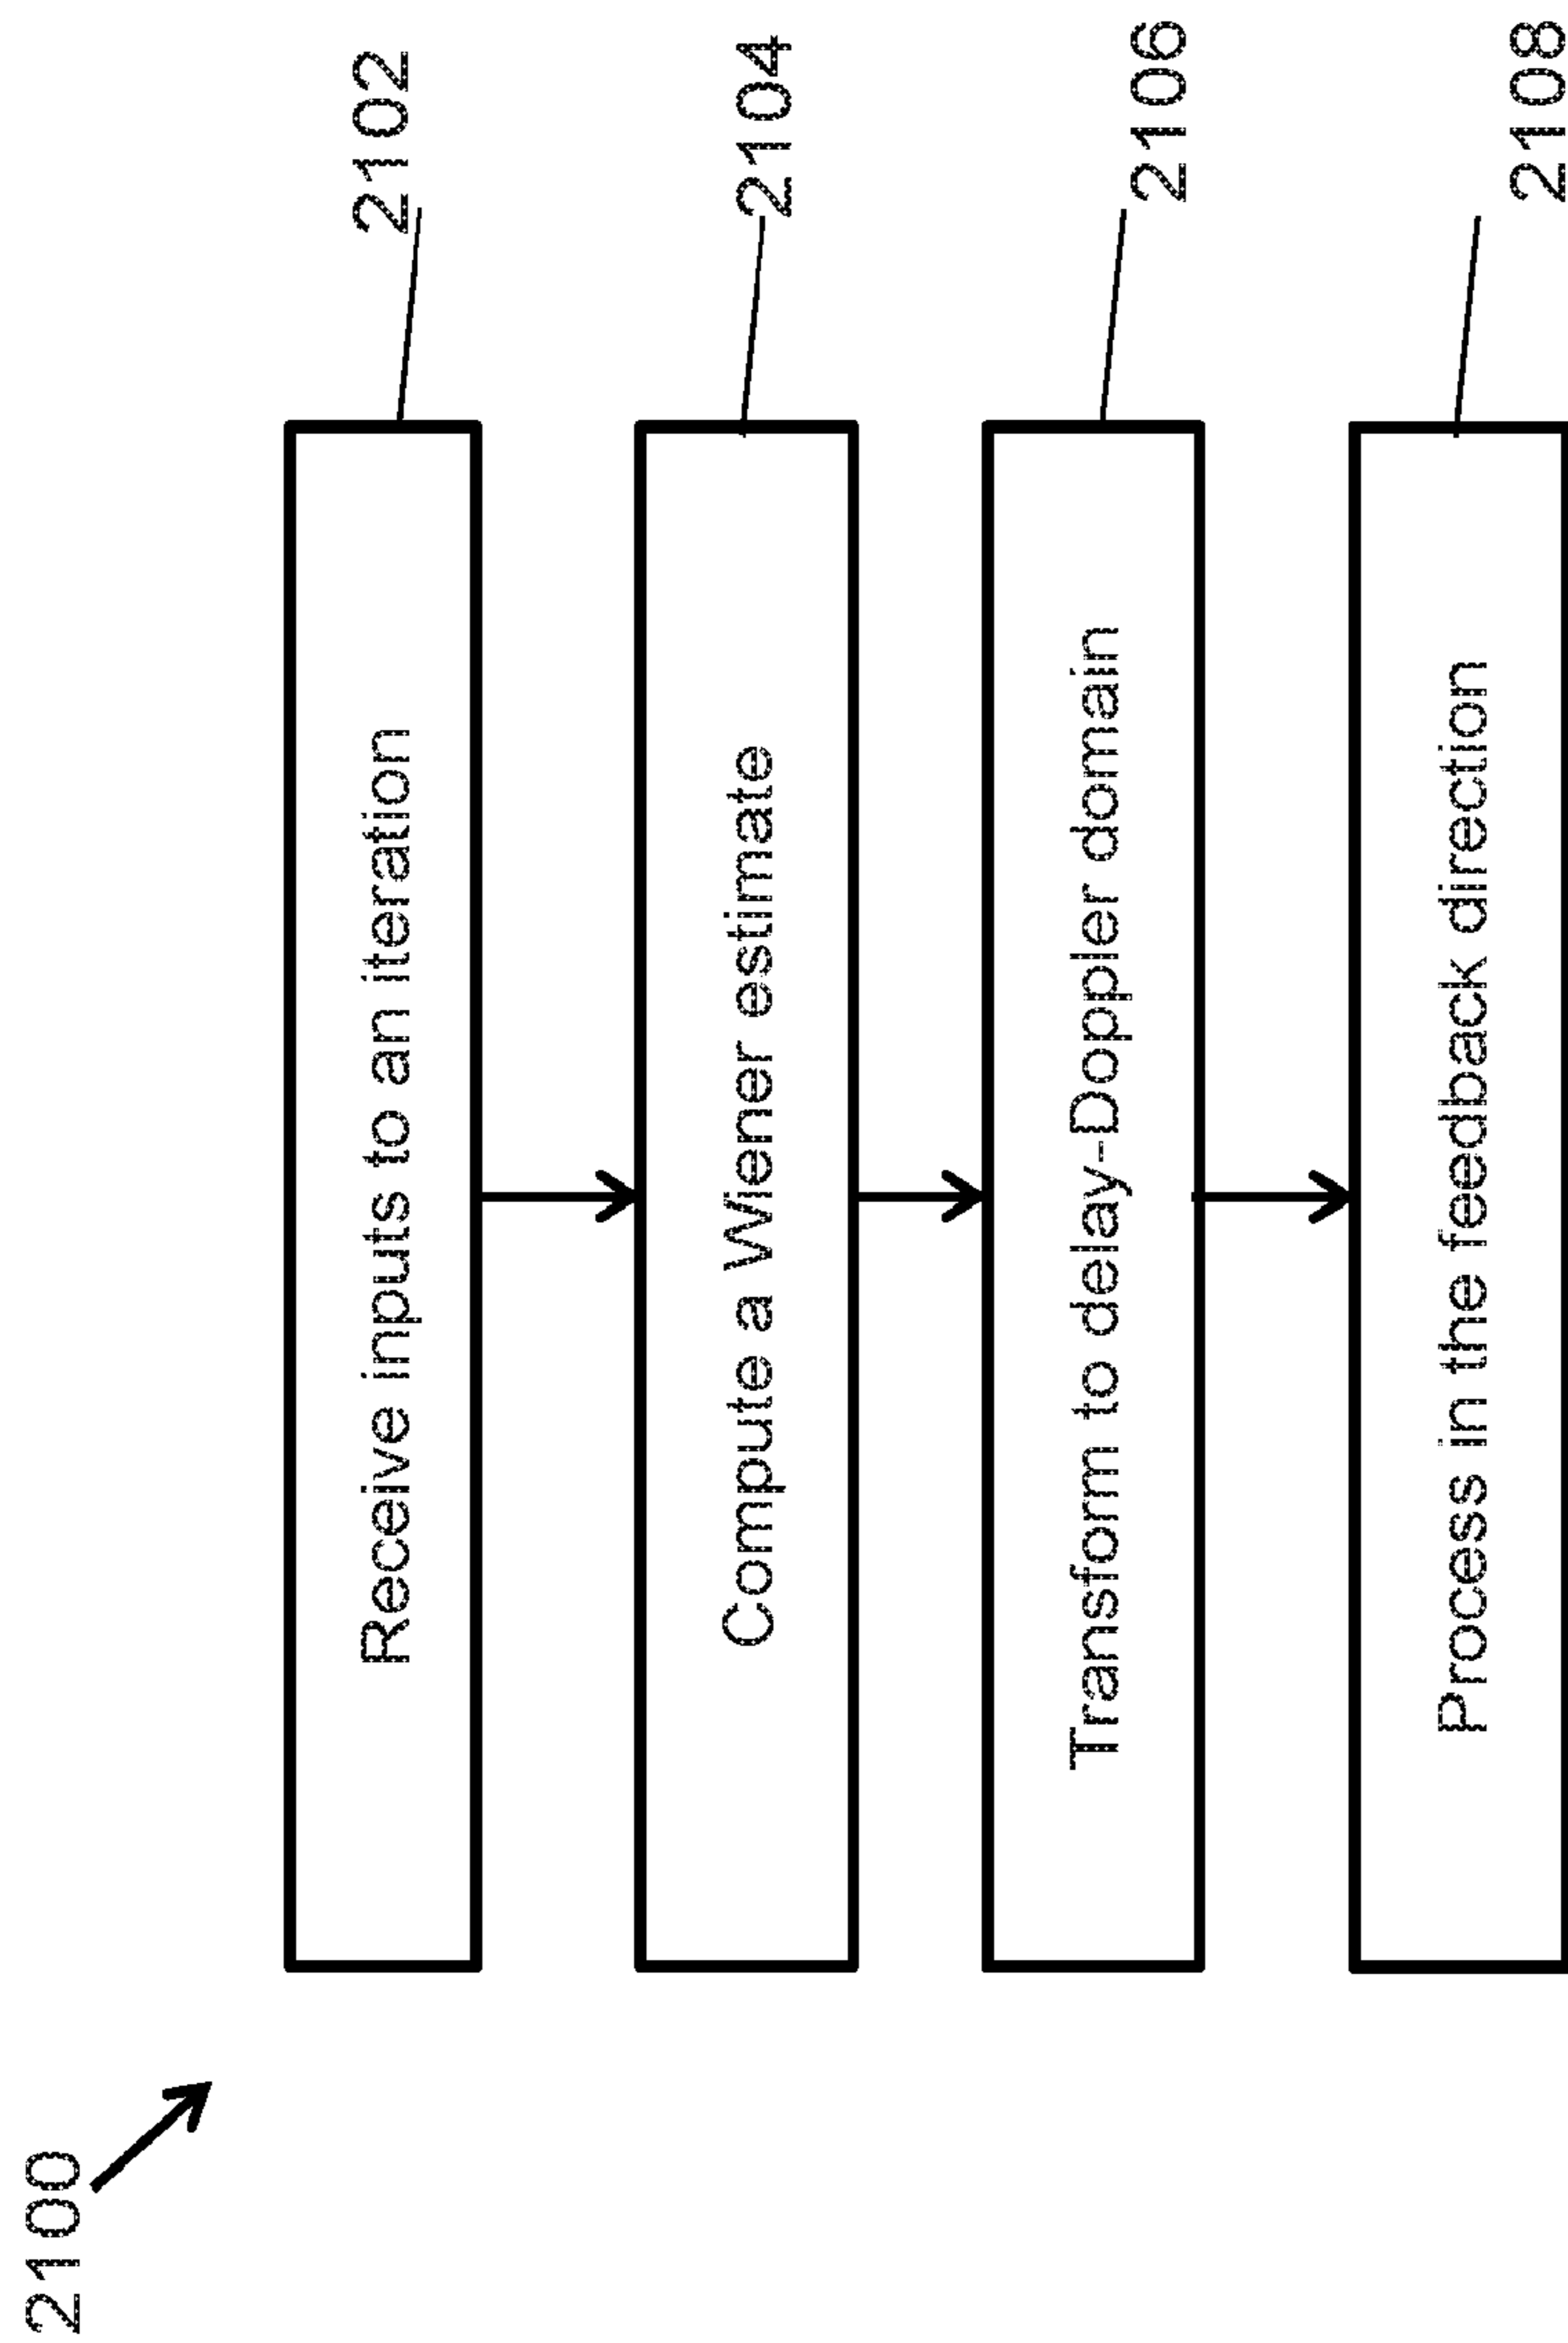 2100
Receive inputs to an iteration
2102
Compute a Wiener estimate
2104
Transform to delay-Doppler domain
2106
Process in the feedback direction
2108